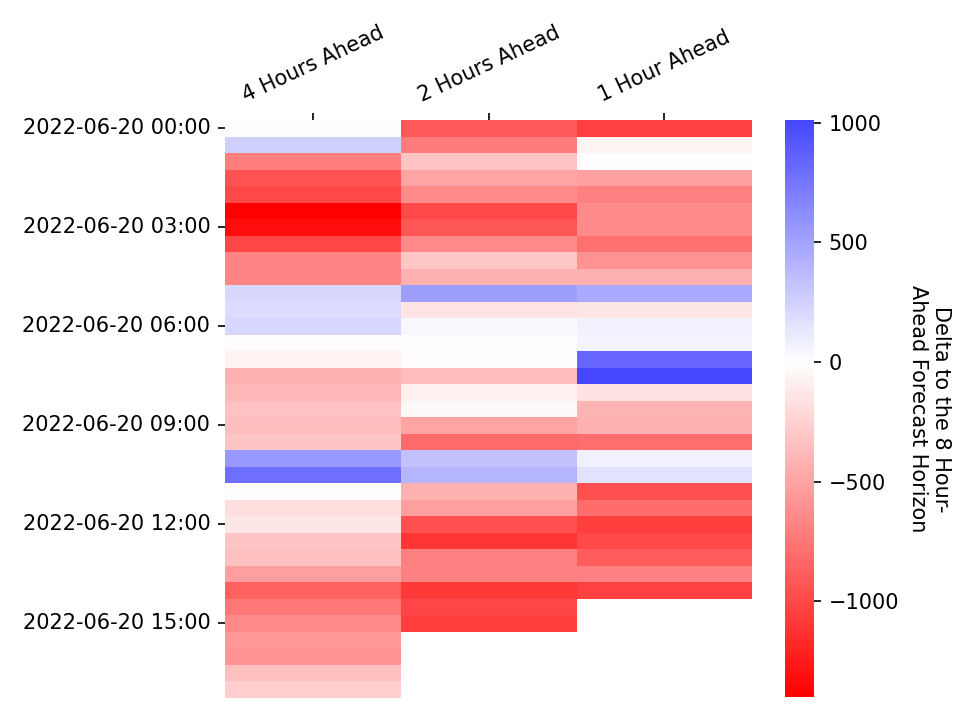 4 Hours Ahead
2 Hours Ahead
1 Hour Ahead
2022-06-20 00:00
2022-06-20 03:00
2022-06-20 06:00
2022-06-20 09:00
2022-06-20 12:00
2022-06-20 15:00
1000
500
0
−500
−1000
Delta to the 8 Hour-
Ahead Forecast Horizon